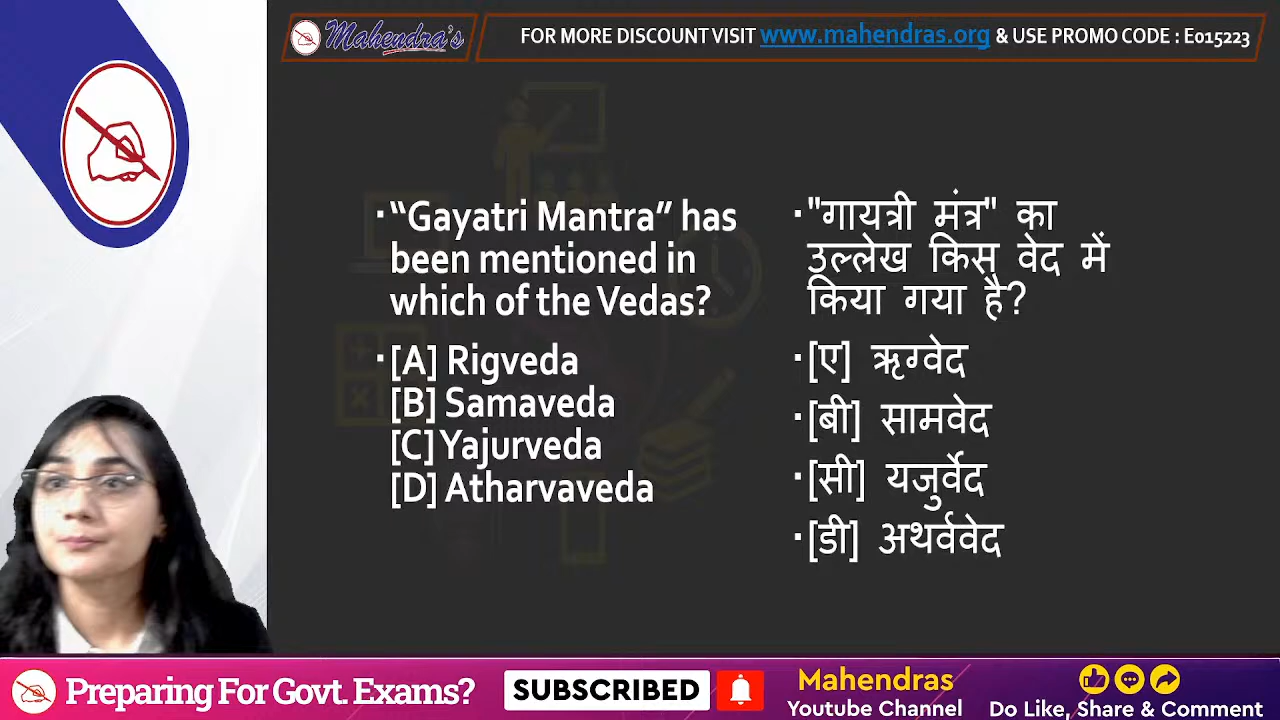 Mahendra's
FOR MORE DISCOUNT VISIT www.mahendras.org & USE PROMO CODE : E015223
"Gayatri Mantra" has
been mentioned in
which of the Vedas?
[A] Rigveda
[B] Samaveda
[C] Yajurveda
[D] Atharvaveda
"गायत्री मंत्र" का
उल्लेख किस वेद में
किया गया है?
[ए] ऋग्वेद
[बी] सामवेद
[सी] यजुर्वेद
[डी] अथर्ववेद
Preparing For Govt. Exams?
SUBSCRIBED
Mahendras
Youtube Channel
Do Like, Share & Comment